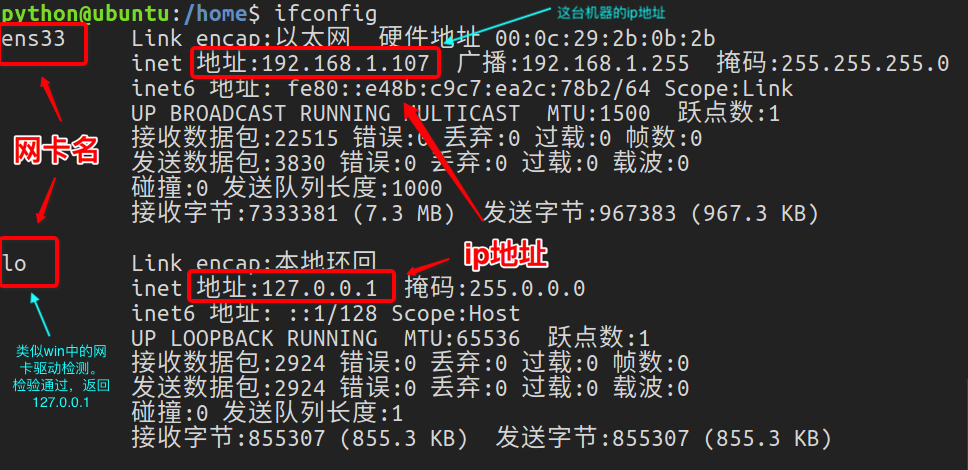 python@ubuntu:/home$ ifconfig
这台机器的ip地址
ens33 Link encap:以太网 硬件地址 00:0c:29:2b:0b:2b
inet 地址:192.168.1.107 广播:192.168.1.255 掩码:255.255.255.0
inet6 地址: fe80::e48b:c9c7:ea2c:78b2/64 Scope:Link
UP BROADCAST RUNNING MULTICAST MTU:1500 跃点数:1
接收数据包:22515 错误:0 丢弃:0 过载:0 帧数:0
网卡名
发送数据包:3830 错误:0 丢弃:0 过载:0 载波:0
碰撞:0 发送队列长度:1000
接收字节:7333381 (7.3 MB) 发送字节:967383 (967.3 KB)
ip地址
lo Link encap:本地环回
inet 地址:127.0.0.1 掩码:255.0.0.0
inet6 地址: ::1/128 Scope:Host
UP LOOPBACK RUNNING MTU:65536 跃点数:1
接收数据包:2924 错误:0 丢弃:0 过载:0 帧数:0
发送数据包:2924 错误:0 丢弃:0 过载:0 载波:0
碰撞:0 发送队列长度:1
接收字节:855307 (855.3 KB) 发送字节:855307 (855.3 KB)
类似win中的网
卡驱动检测。
检验通过，返回
127.0.0.1